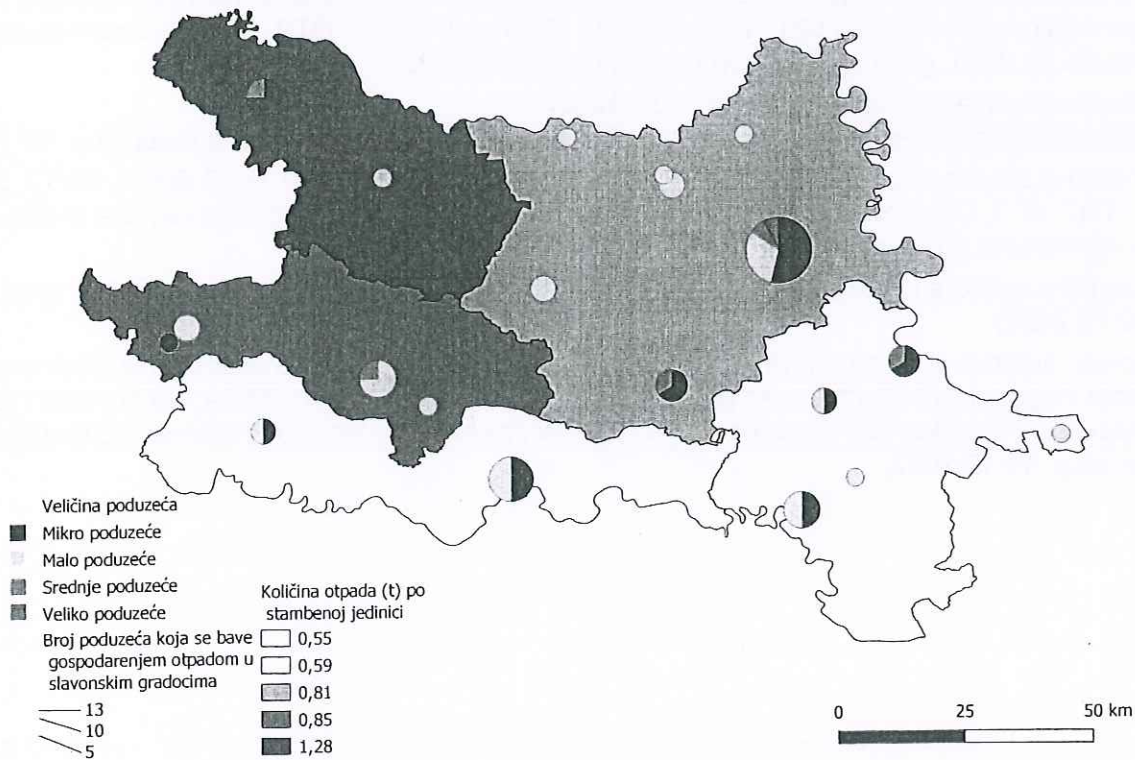 Veličina poduzeća
Mikro poduzeće
Malo poduzeće
Srednje poduzeće
Veliko poduzeće
Broj poduzeća koja se bave
gospodarenjem otpadom u
slavonskim gradocima
13
10
5
Količina otpada (t) po
stambenoj jedinici
0,55
0,59
0,81
0,85
1,28
0 25 50 km